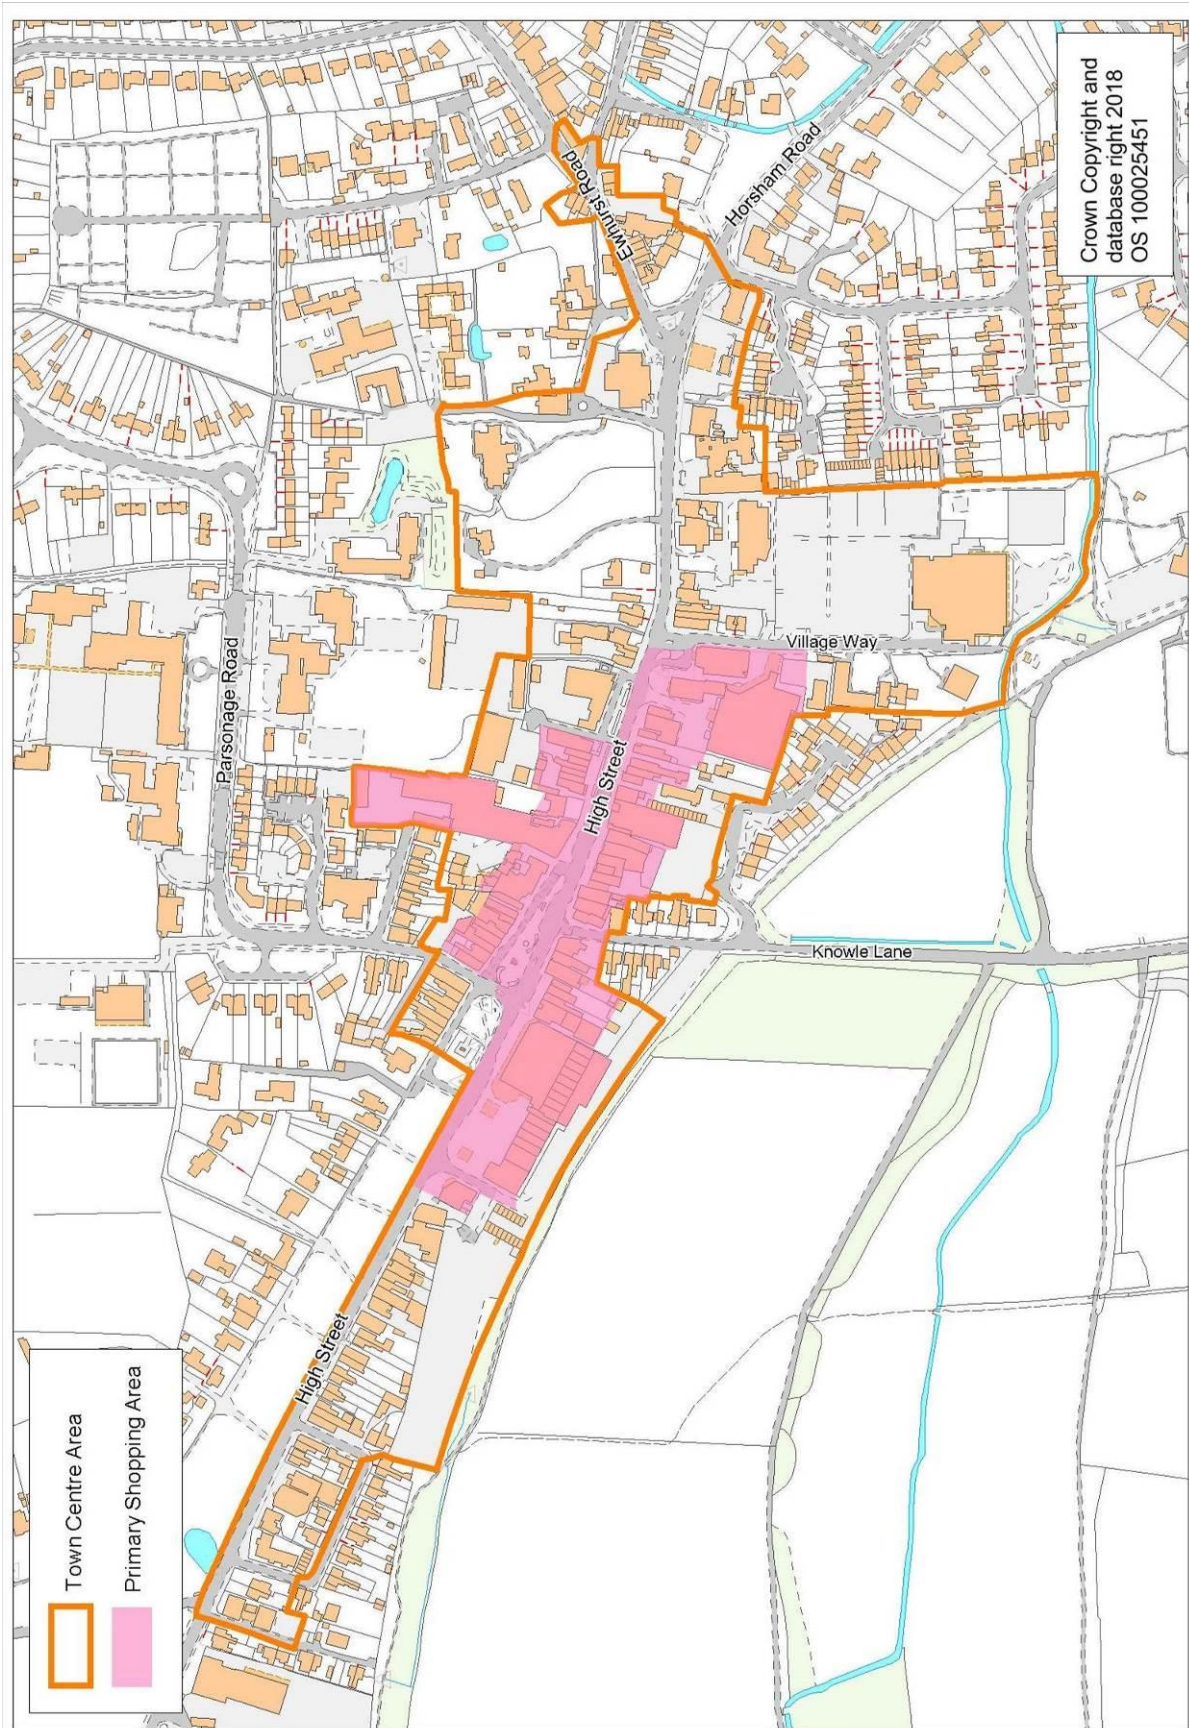 Town Centre Area
Primary Shopping Area
High Street
Parsonage Road
High Street
Knowle Lane
Village Way
Ewhurst Road
Horsham Road
Crown Copyright and
database right 2018
OS 100025451